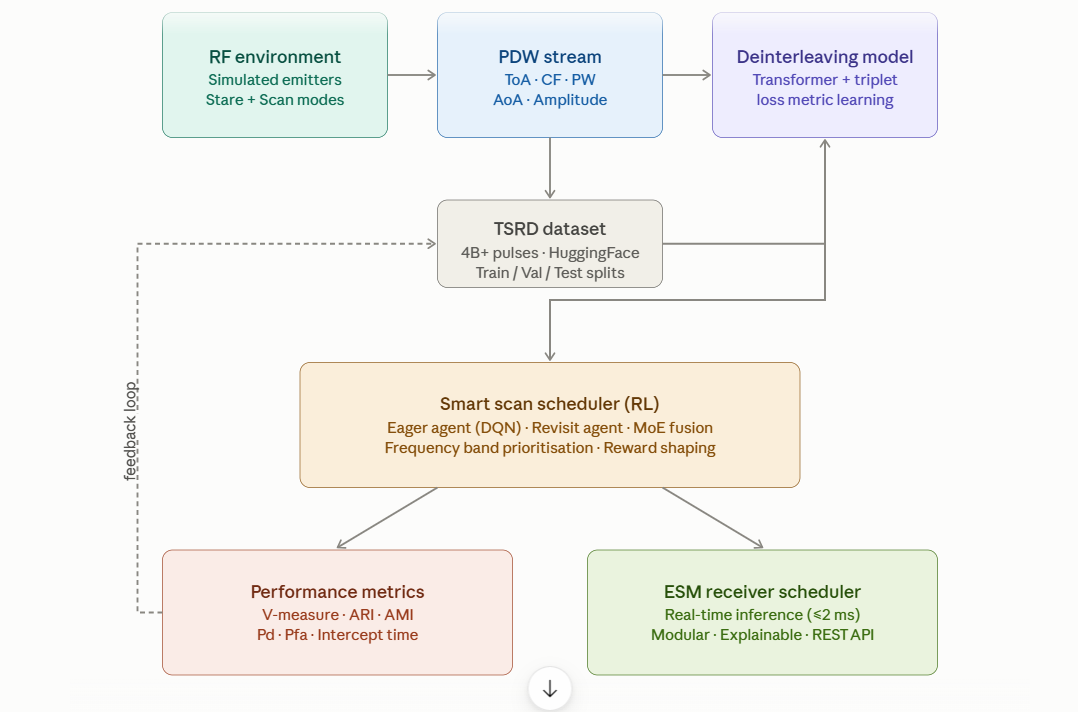 RF environment
Simulated emitters
Stare + Scan modes
PDW stream
ToA · CF · PW
AoA · Amplitude
Deinterleaving model
Transformer + triplet
loss metric learning
TSRD dataset
4B+ pulses · HuggingFace
Train / Val / Test splits
feedback loop
Smart scan scheduler (RL)
Eager agent (DQN) · Revisit agent · MoE fusion
Frequency band prioritisation · Reward shaping
Performance metrics
V-measure · ARI · AMI
Pd · Pfa · Intercept time
ESM receiver scheduler
Real-time inference (≤2 ms)
Modular · Explainable · REST API